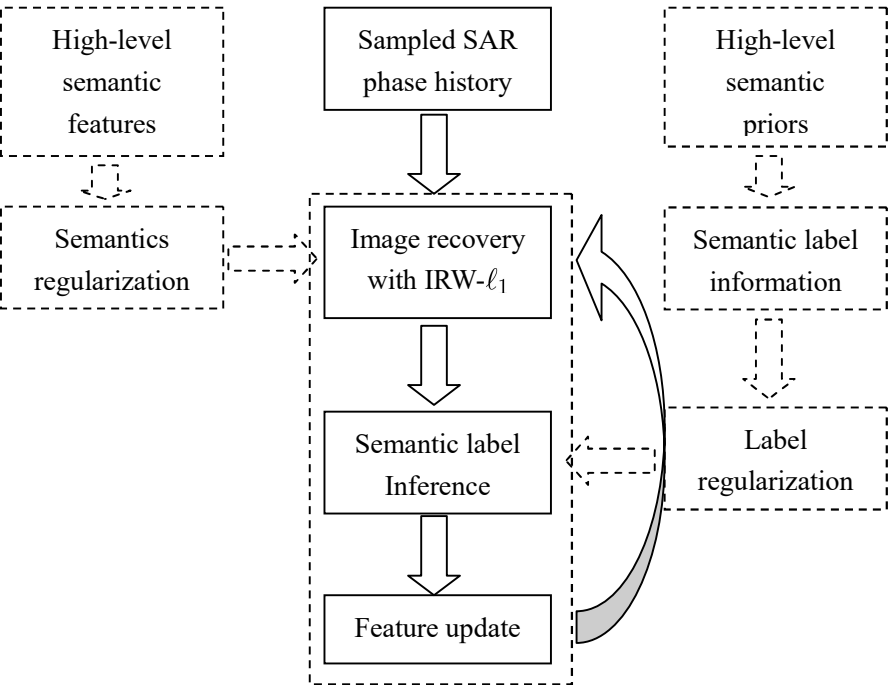 High-level
semantic
features
Sampled SAR
phase history
High-level
semantic
priors
Semantics
regularization
Image recovery
with IRW-ℓ₁
Semantic label
information
Semantic label
Inference
Label
regularization
Feature update